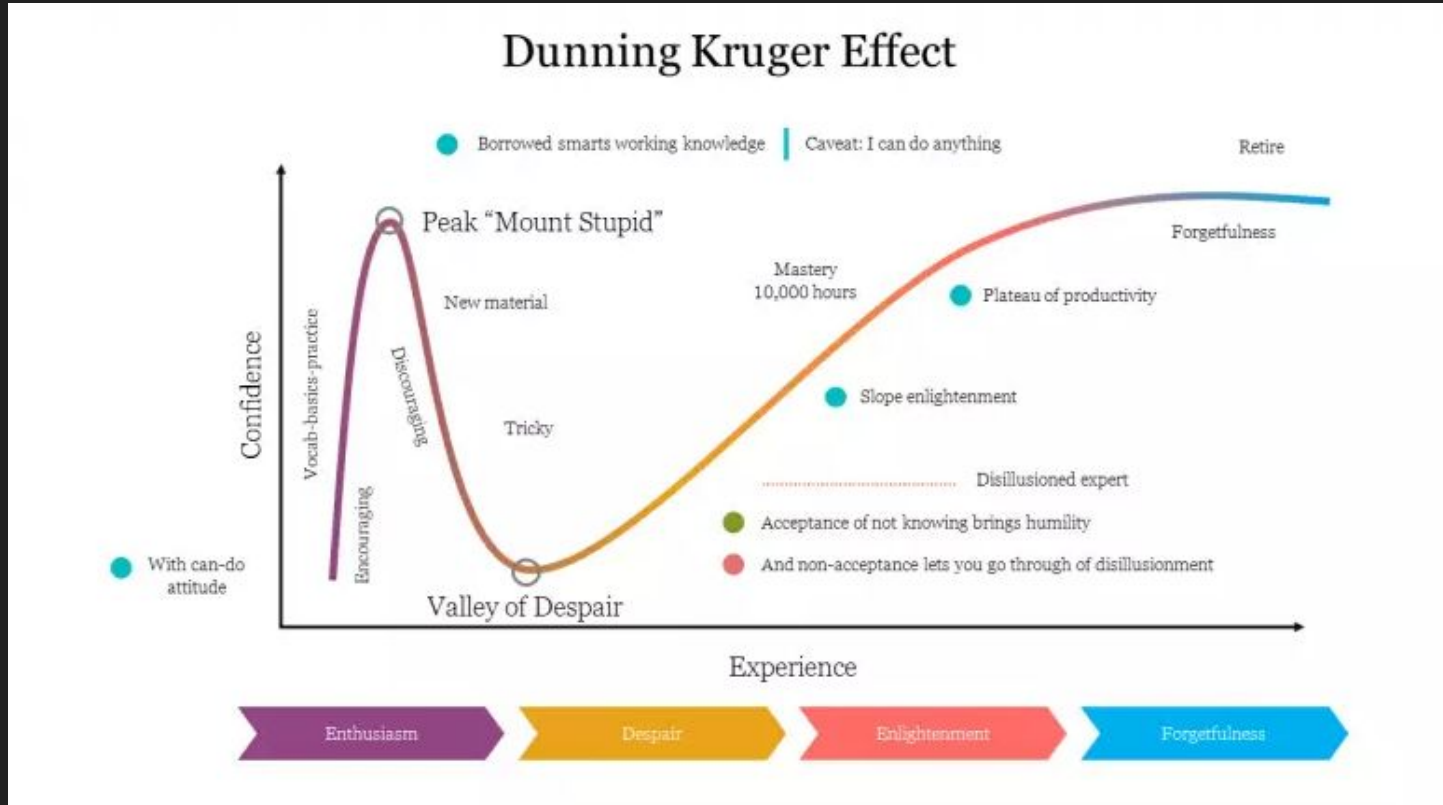 Dunning Kruger Effect
Borrowed smarts working knowledge
Caveat: I can do anything
Retire
Peak “Mount Stupid”
Forgetfulness
Mastery
10,000 hours
Plateau of productivity
New material
Confidence
Vocab-basics-practice
Discouraging
Slope enlightenment
Tricky
Disillusioned expert
Encouraging
Acceptance of not knowing brings humility
With can-do
attitude
And non-acceptance lets you go through of disillusionment
Valley of Despair
Experience
Enthusiasm
Despair
Enlightenment
Forgetfulness